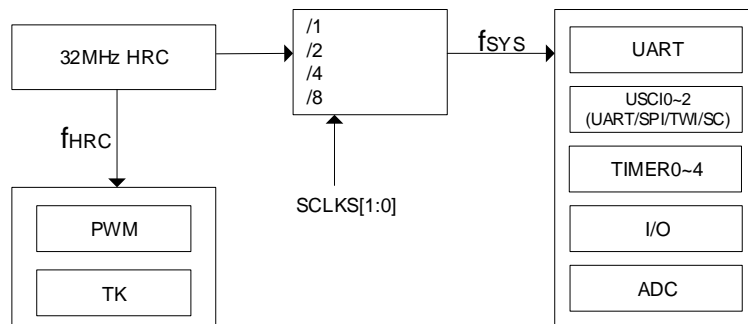 32MHz HRC
fHRC
PWM
TK
/1
/2
/4
/8
SCLKS[1:0]
fSYS
UART
USCI0~2
(UART/SPI/TWI/SC)
TIMER0~4
I/O
ADC